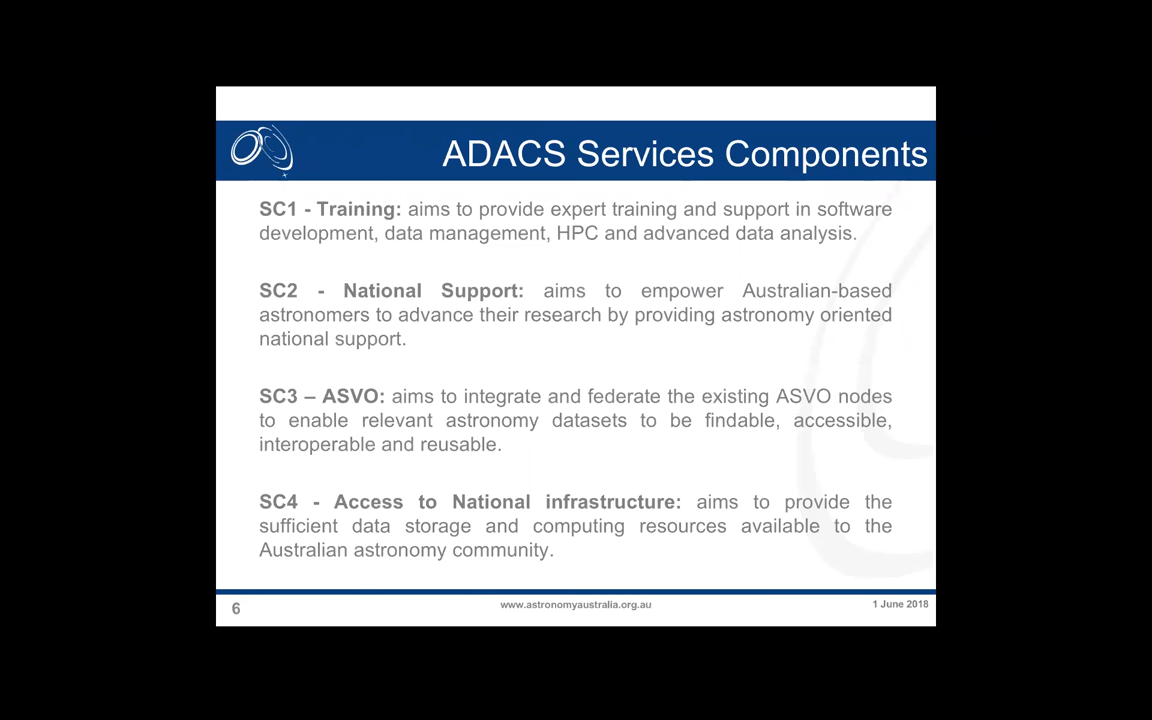 ADACS Services Components
SC1 - Training: aims to provide expert training and support in software
development, data management, HPC and advanced data analysis.
SC2 - National Support: aims to empower Australian-based
astronomers to advance their research by providing astronomy oriented
national support.
SC3 – ASVO: aims to integrate and federate the existing ASVO nodes
to enable relevant astronomy datasets to be findable, accessible,
interoperable and reusable.
SC4 - Access to National infrastructure: aims to provide the
sufficient data storage and computing resources available to the
Australian astronomy community.
6
www.astronomyaustralia.org.au
1 June 2018